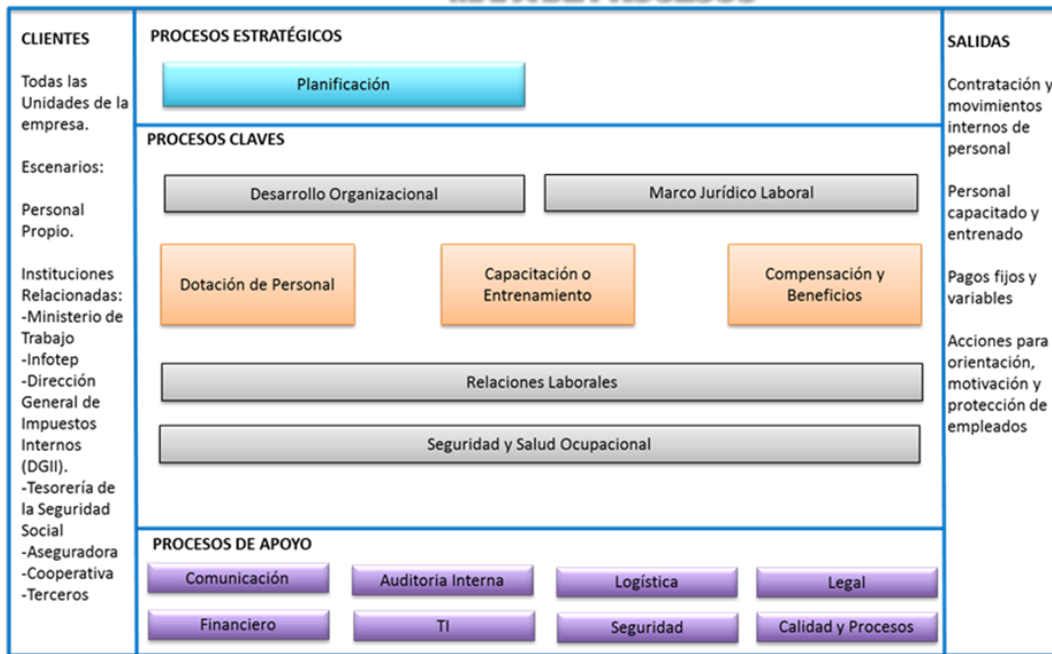 MAPA DE PROCESOS
CLIENTES
Todas las
Unidades de la
empresa.
Escenarios:
Personal
Propio.
Instituciones
Relacionadas:
-Ministerio de
Trabajo
-Infotep
-Dirección
General de
Impuestos
Internos
(DGII).
-Tesorería de
la Seguridad
Social
-Aseguradora
-Cooperativa
-Terceros
PROCESOS ESTRATÉGICOS
Planificación
PROCESOS CLAVES
Desarrollo Organizacional
Marco Jurídico Laboral
Dotación de Personal
Capacitación o
Entrenamiento
Compensación y
Beneficios
Relaciones Laborales
Seguridad y Salud Ocupacional
PROCESOS DE APOYO
Comunicación
Auditoria Interna
Logística
Legal
Financiero
TI
Seguridad
Calidad y Procesos
SALIDAS
Contratación y
movimientos
internos de
personal
Personal
capacitado y
entrenado
Pagos fijos y
variables
Acciones para
orientación,
motivación y
protección de
empleados